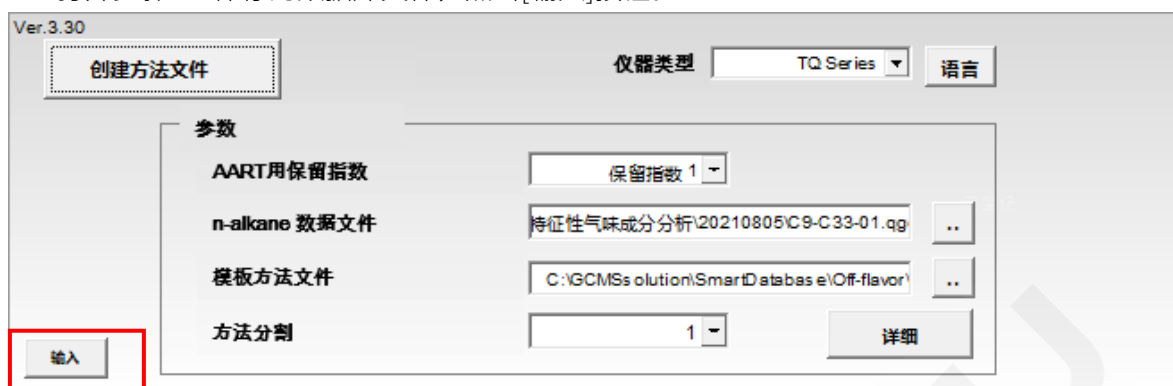 Ver.3.30
创建方法文件
仪器类型 TQ Series 语言
参数
AART用保留指数 保留指数 1
n-alkane 数据文件 持征性气味成分分析\20210805\C9-C33-01.qg ..
模板方法文件 C:\GCMSsolution\SmartDatabase\Off-flavor\ ..
方法分割 1 详细
输入